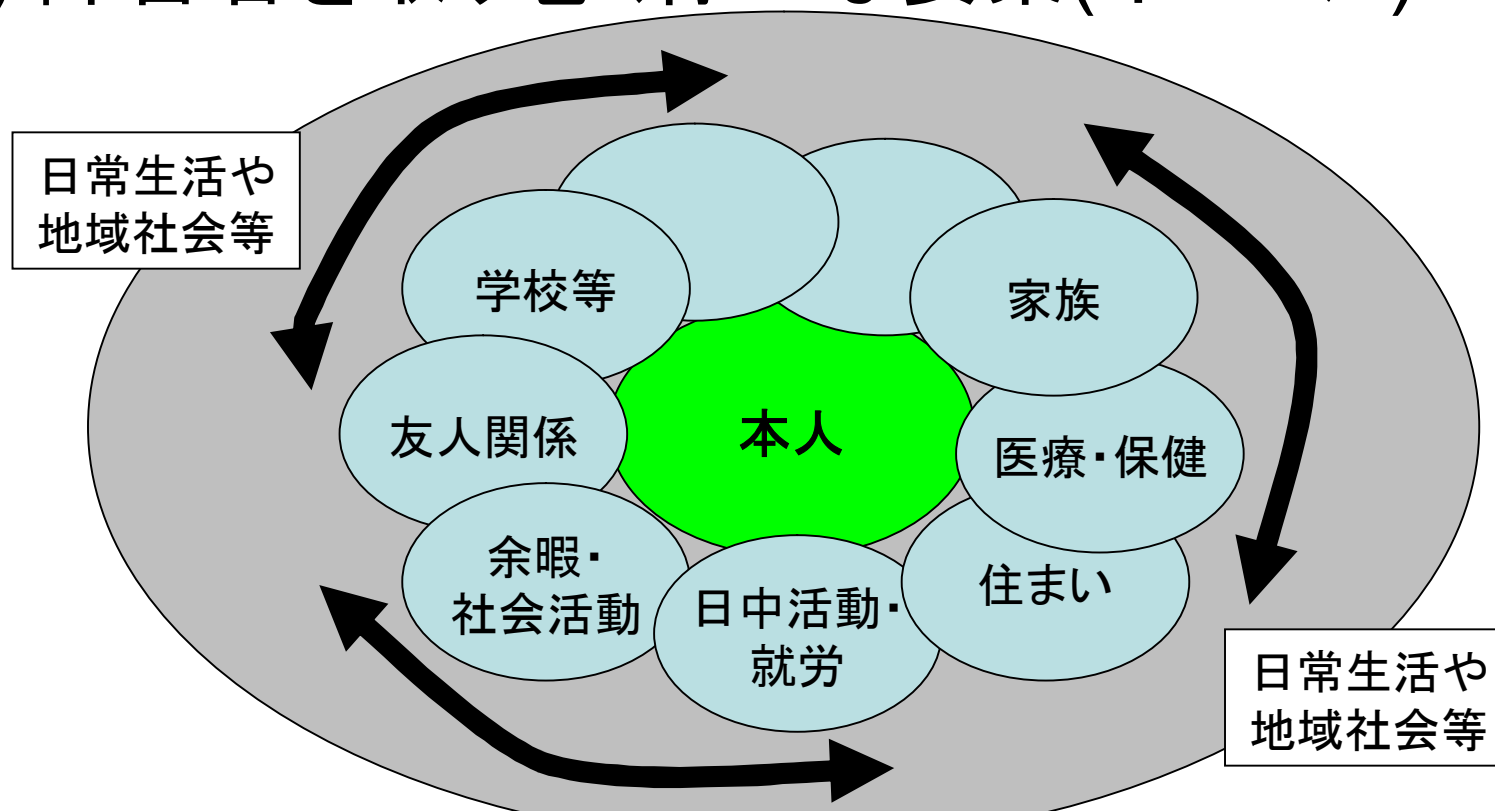 日常生活や
地域社会等
学校等
家族
友人関係
本人
医療・保健
余暇・
社会活動
日中活動・
就労
住まい
日常生活や
地域社会等